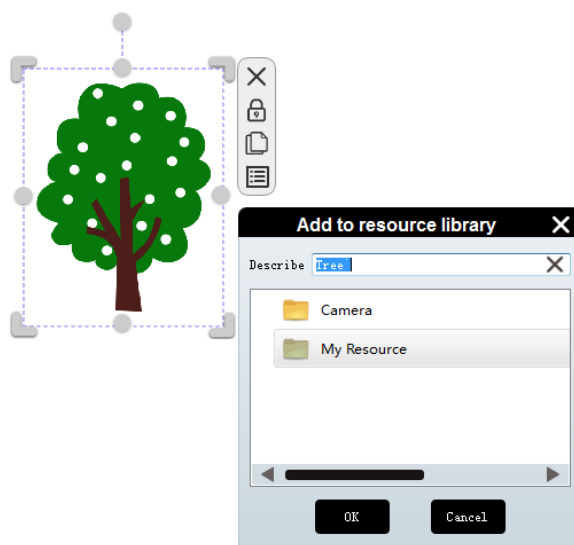 Add to resource library
Describe Tree
Camera
My Resource
OK Cancel